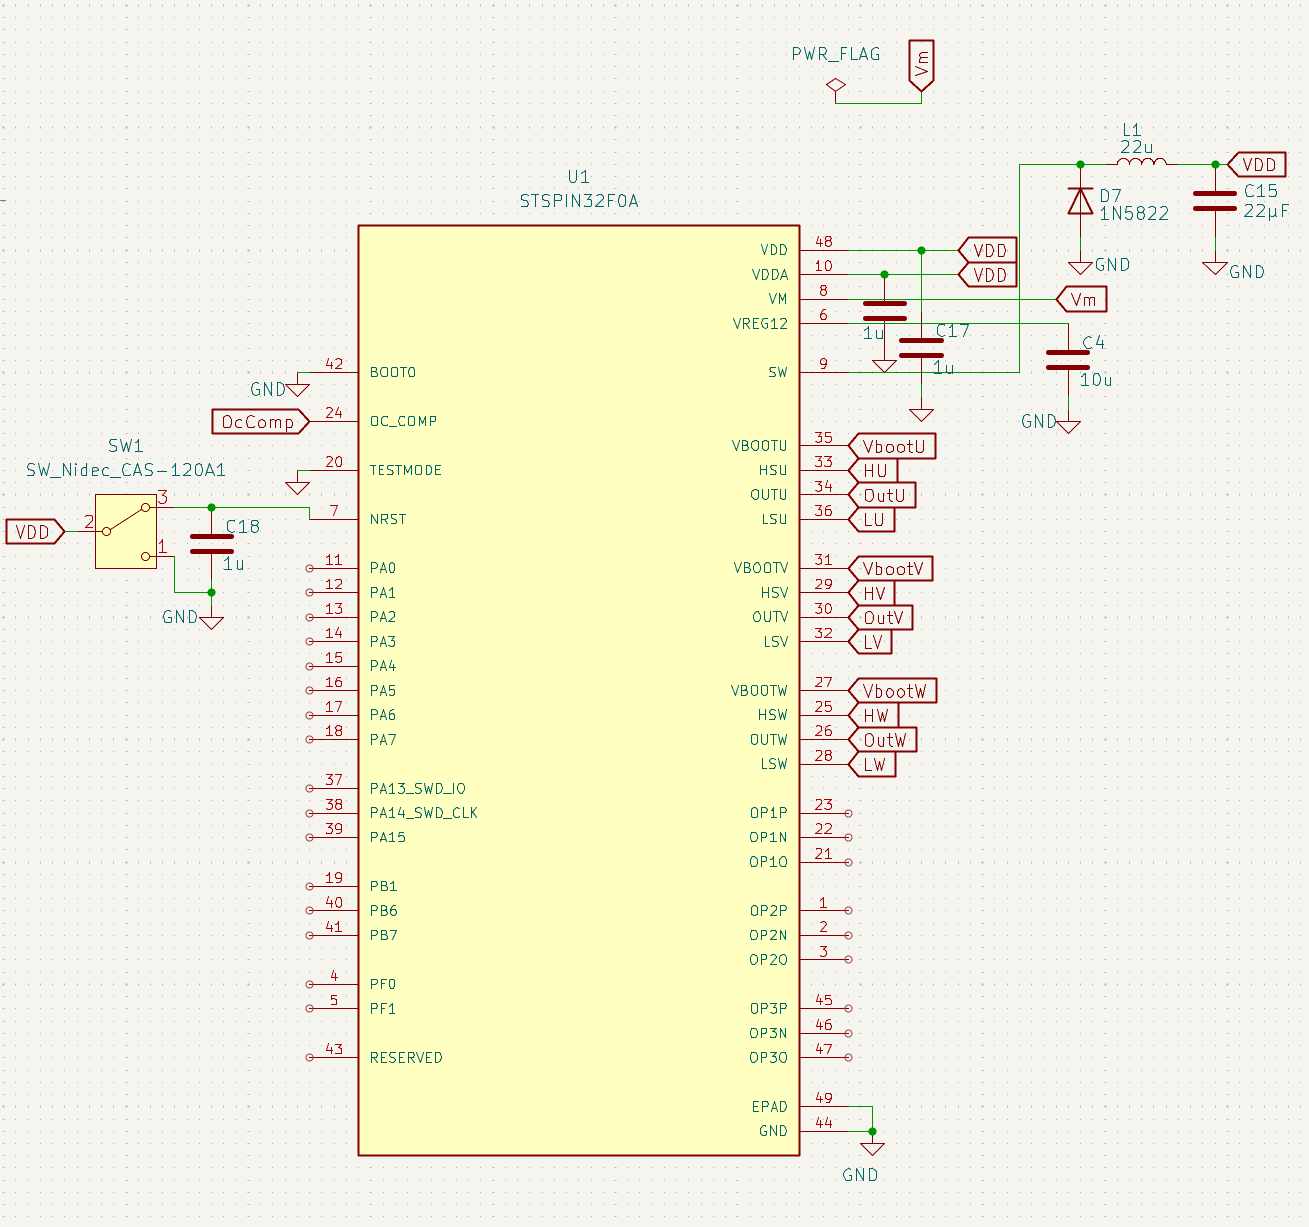 PWR_FLAG
Vm
L1
22u
VDD
D7
1N5822
C15
22µF
GND
GND
U1
STSPIN32F0A
VDD 48 VDD
VDDA 10 VDD
VM 8 Vm
VREG12 6
1u
C17
1u
C4
10u
GND
SW 9
GND 42 BOOT0
OcComp 24 OC_COMP
20 TESTMODE
7 NRST
SW1
SW_Nidec_CAS-120A1
VDD 2
3
1
C18
1u
GND
11 PA0
12 PA1
13 PA2
14 PA3
15 PA4
16 PA5
17 PA6
18 PA7
37 PA13_SWD_IO
38 PA14_SWD_CLK
39 PA15
19 PB1
40 PB6
41 PB7
4 PF0
5 PF1
43 RESERVED
VBOOTU 35 VbootU
HSU 33 HU
OUTU 34 OutU
LSU 36 LU
VBOOTV 31 VbootV
HSV 29 HV
OUTV 30 OutV
LSV 32 LV
VBOOTW 27 VbootW
HSW 25 HW
OUTW 26 OutW
LSW 28 LW
OP1P 23
OP1N 22
OP1O 21
OP2P 1
OP2N 2
OP2O 3
OP3P 45
OP3N 46
OP3O 47
EPAD 49
GND 44
GND